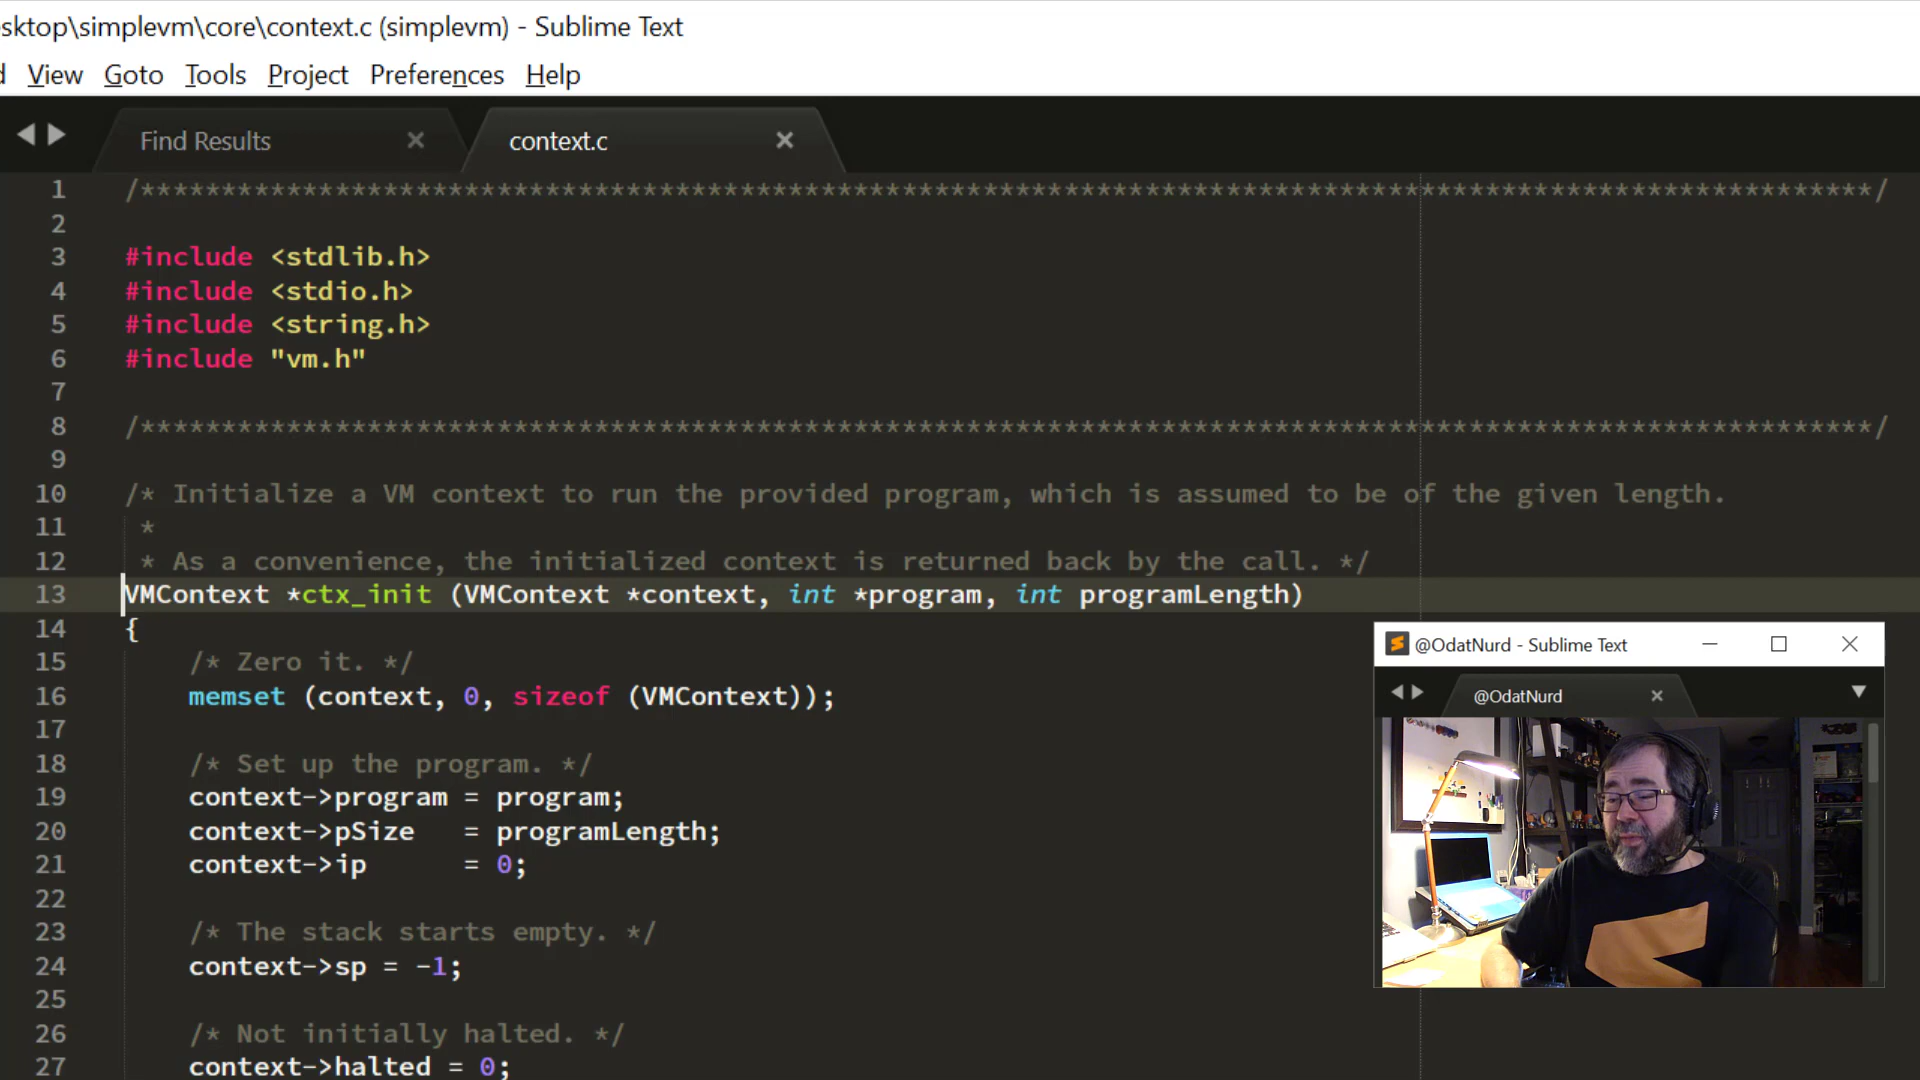 sktop\simplevm\core\context.c (simplevm) - Sublime Text
View Goto Tools Project Preferences Help
Find Results
context.c
1 /************************************************************************************************************/
2
3 #include <stdlib.h>
4 #include <stdio.h>
5 #include <string.h>
6 #include "vm.h"
7
8 /************************************************************************************************************/
9
10 /* Initialize a VM context to run the provided program, which is assumed to be of the given length.
11 *
12 * As a convenience, the initialized context is returned back by the call. */
13 VMContext *ctx_init (VMContext *context, int *program, int programLength)
14 {
15 /* Zero it. */
16 memset (context, 0, sizeof (VMContext));
17
18 /* Set up the program. */
19 context->program = program;
20 context->pSize = programLength;
21 context->ip = 0;
22
23 /* The stack starts empty. */
24 context->sp = -1;
25
26 /* Not initially halted. */
27 context->halted = 0;
@OdatNurd - Sublime Text
@OdatNurd